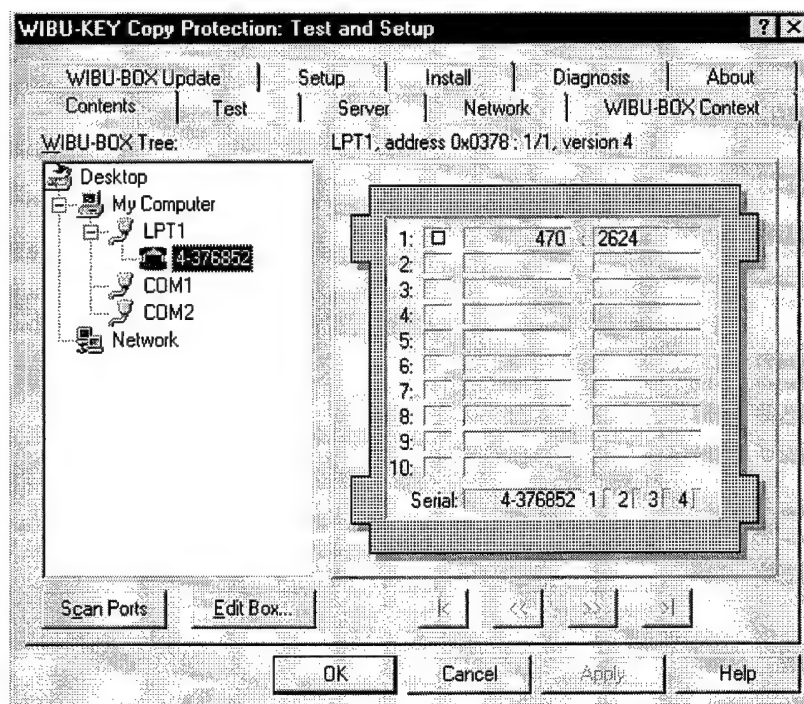 WIBU-KEY Copy Protection: Test and Setup
WIBU-BOX Update Setup Install Diagnosis About
Contents Test Server Network WIBU-BOX Context
WIBU-BOX Tree: LPT1, address 0x0378 : 1/1, version 4
Desktop
My Computer
LPT1
4-376852
COM1
COM2
Network
1: 470 : 2624
2:
3:
4:
5:
6:
7:
8:
9:
10:
Serial: 4-376852 1 2 3 4
Scan Ports Edit Box... |< << >> >|
OK Cancel Apply Help